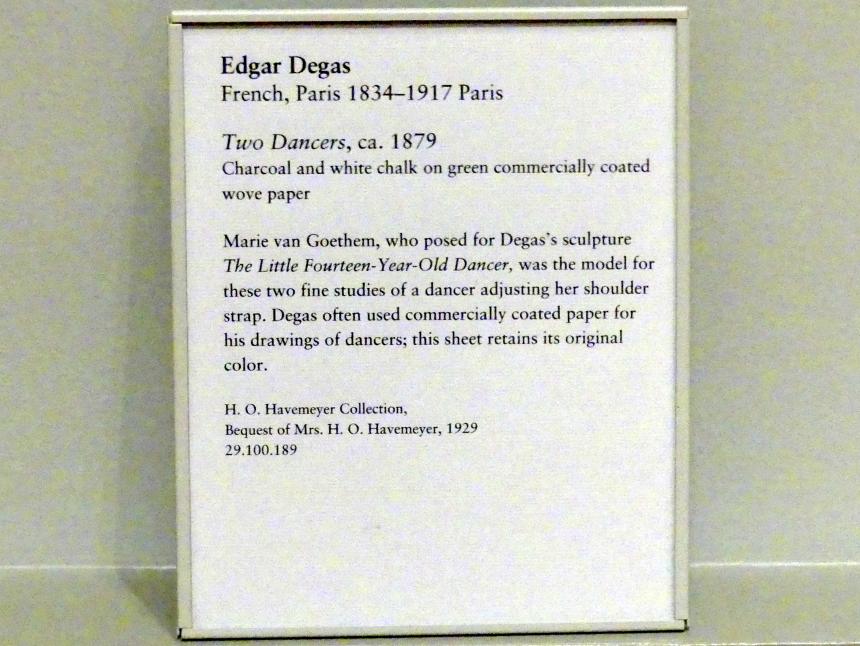 Edgar Degas
French, Paris 1834–1917 Paris
Two Dancers, ca. 1879
Charcoal and white chalk on green commercially coated
wove paper
Marie van Goethem, who posed for Degas's sculpture
The Little Fourteen-Year-Old Dancer, was the model for
these two fine studies of a dancer adjusting her shoulder
strap. Degas often used commercially coated paper for
his drawings of dancers; this sheet retains its original
color.
H. O. Havemeyer Collection,
Bequest of Mrs. H. O. Havemeyer, 1929
29.100.189